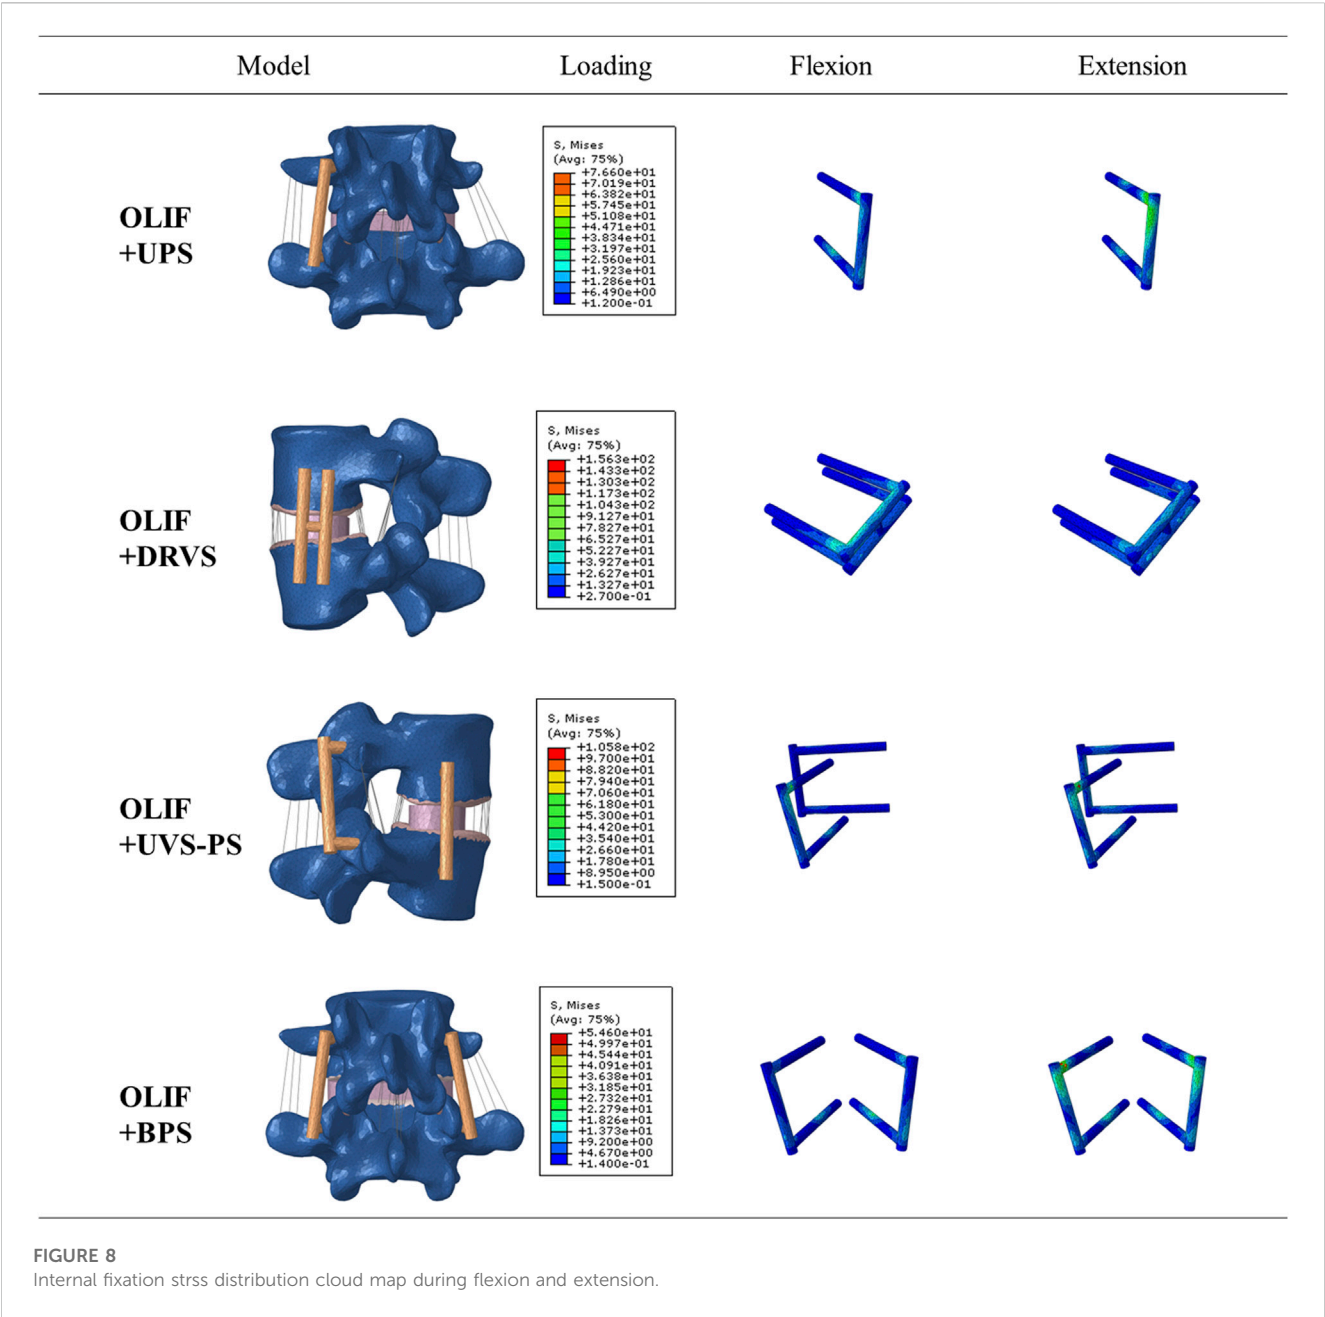 Model Loading Flexion Extension
OLIF
+UPS
S, Mises
(Avg: 75%)
+7.660e+01
+7.019e+01
+6.382e+01
+5.745e+01
+5.108e+01
+4.471e+01
+3.834e+01
+3.197e+01
+2.560e+01
+1.923e+01
+1.286e+01
+6.490e+00
+1.200e-01
OLIF
+DRVS
S, Mises
(Avg: 75%)
+1.563e+02
+1.433e+02
+1.303e+02
+1.173e+02
+1.043e+02
+9.127e+01
+7.827e+01
+6.527e+01
+5.227e+01
+3.927e+01
+2.627e+01
+1.327e+01
+2.700e-01
OLIF
+UVS-PS
S, Mises
(Avg: 75%)
+1.058e+02
+9.700e+01
+8.820e+01
+7.940e+01
+7.060e+01
+6.180e+01
+5.300e+01
+4.420e+01
+3.540e+01
+2.660e+01
+1.780e+01
+8.950e+00
+1.500e-01
OLIF
+BPS
S, Mises
(Avg: 75%)
+5.460e+01
+4.997e+01
+4.544e+01
+4.091e+01
+3.638e+01
+3.185e+01
+2.732e+01
+2.279e+01
+1.826e+01
+1.373e+01
+9.200e+00
+4.670e+00
+1.400e-01
FIGURE 8
Internal fixation strss distribution cloud map during flexion and extension.